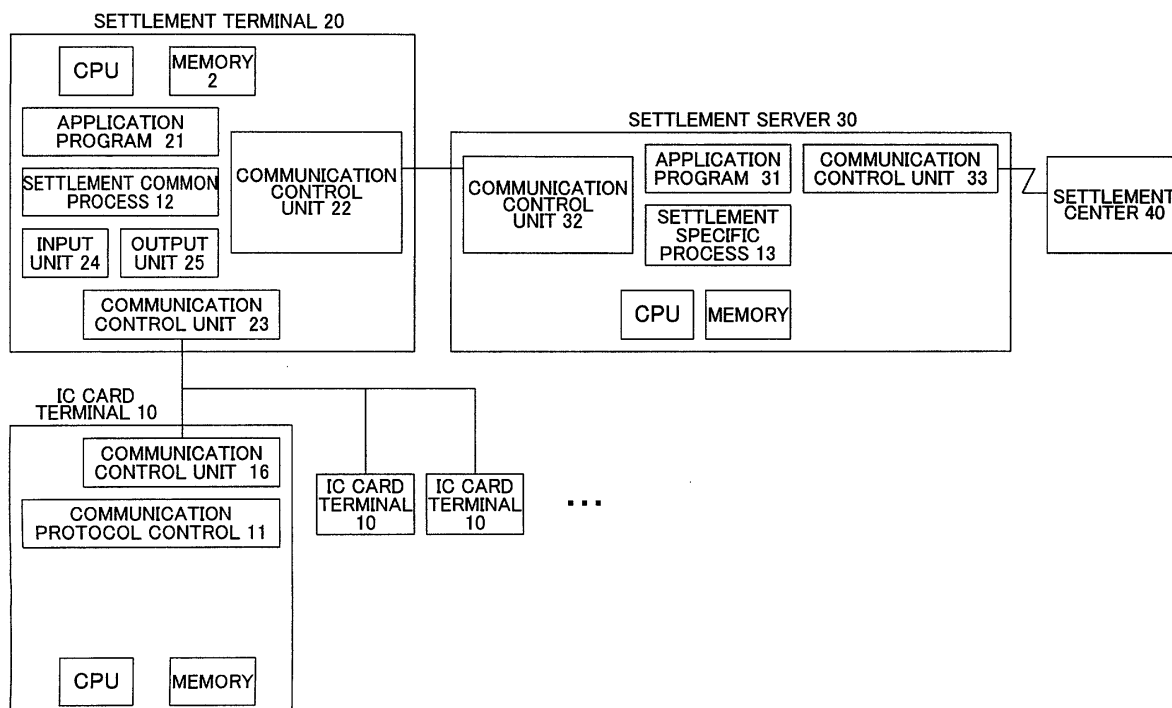 SETTLEMENT TERMINAL 20
CPU
MEMORY
2
APPLICATION
PROGRAM 21
SETTLEMENT COMMON
PROCESS 12
INPUT
UNIT 24
OUTPUT
UNIT 25
COMMUNICATION
CONTROL
UNIT 22
COMMUNICATION
CONTROL UNIT 23
SETTLEMENT SERVER 30
COMMUNICATION
CONTROL
UNIT 32
APPLICATION
PROGRAM 31
SETTLEMENT
SPECIFIC
PROCESS 13
COMMUNICATION
CONTROL UNIT 33
CPU
MEMORY
SETTLEMENT
CENTER 40
IC CARD
TERMINAL 10
COMMUNICATION
CONTROL UNIT 16
COMMUNICATION
PROTOCOL CONTROL 11
CPU
MEMORY
IC CARD
TERMINAL
10
IC CARD
TERMINAL
10
...